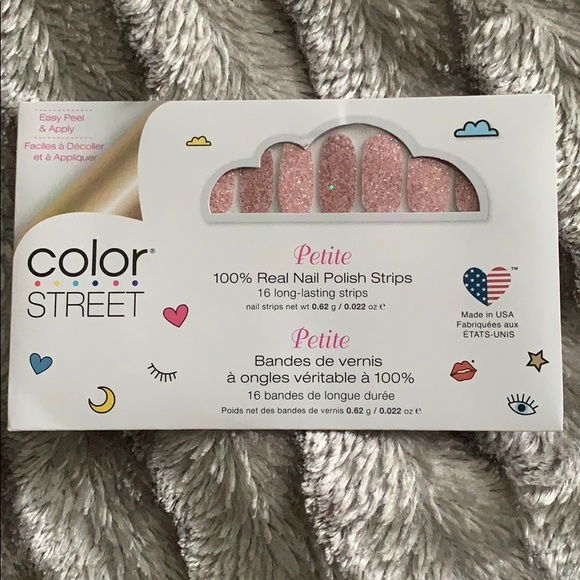 Easy Peel
& Apply
Faciles à Décoller
et à Appliquer
color®
STREET
Petite
100% Real Nail Polish Strips
16 long-lasting strips
nail strips net wt 0.62 g / 0.022 oz ℮
Petite
Bandes de vernis
à ongles véritable à 100%
16 bandes de longue durée
Poids net des bandes de vernis 0.62 g / 0.022 oz ℮
TM
Made in USA
Fabriquées aux
ÉTATS-UNIS